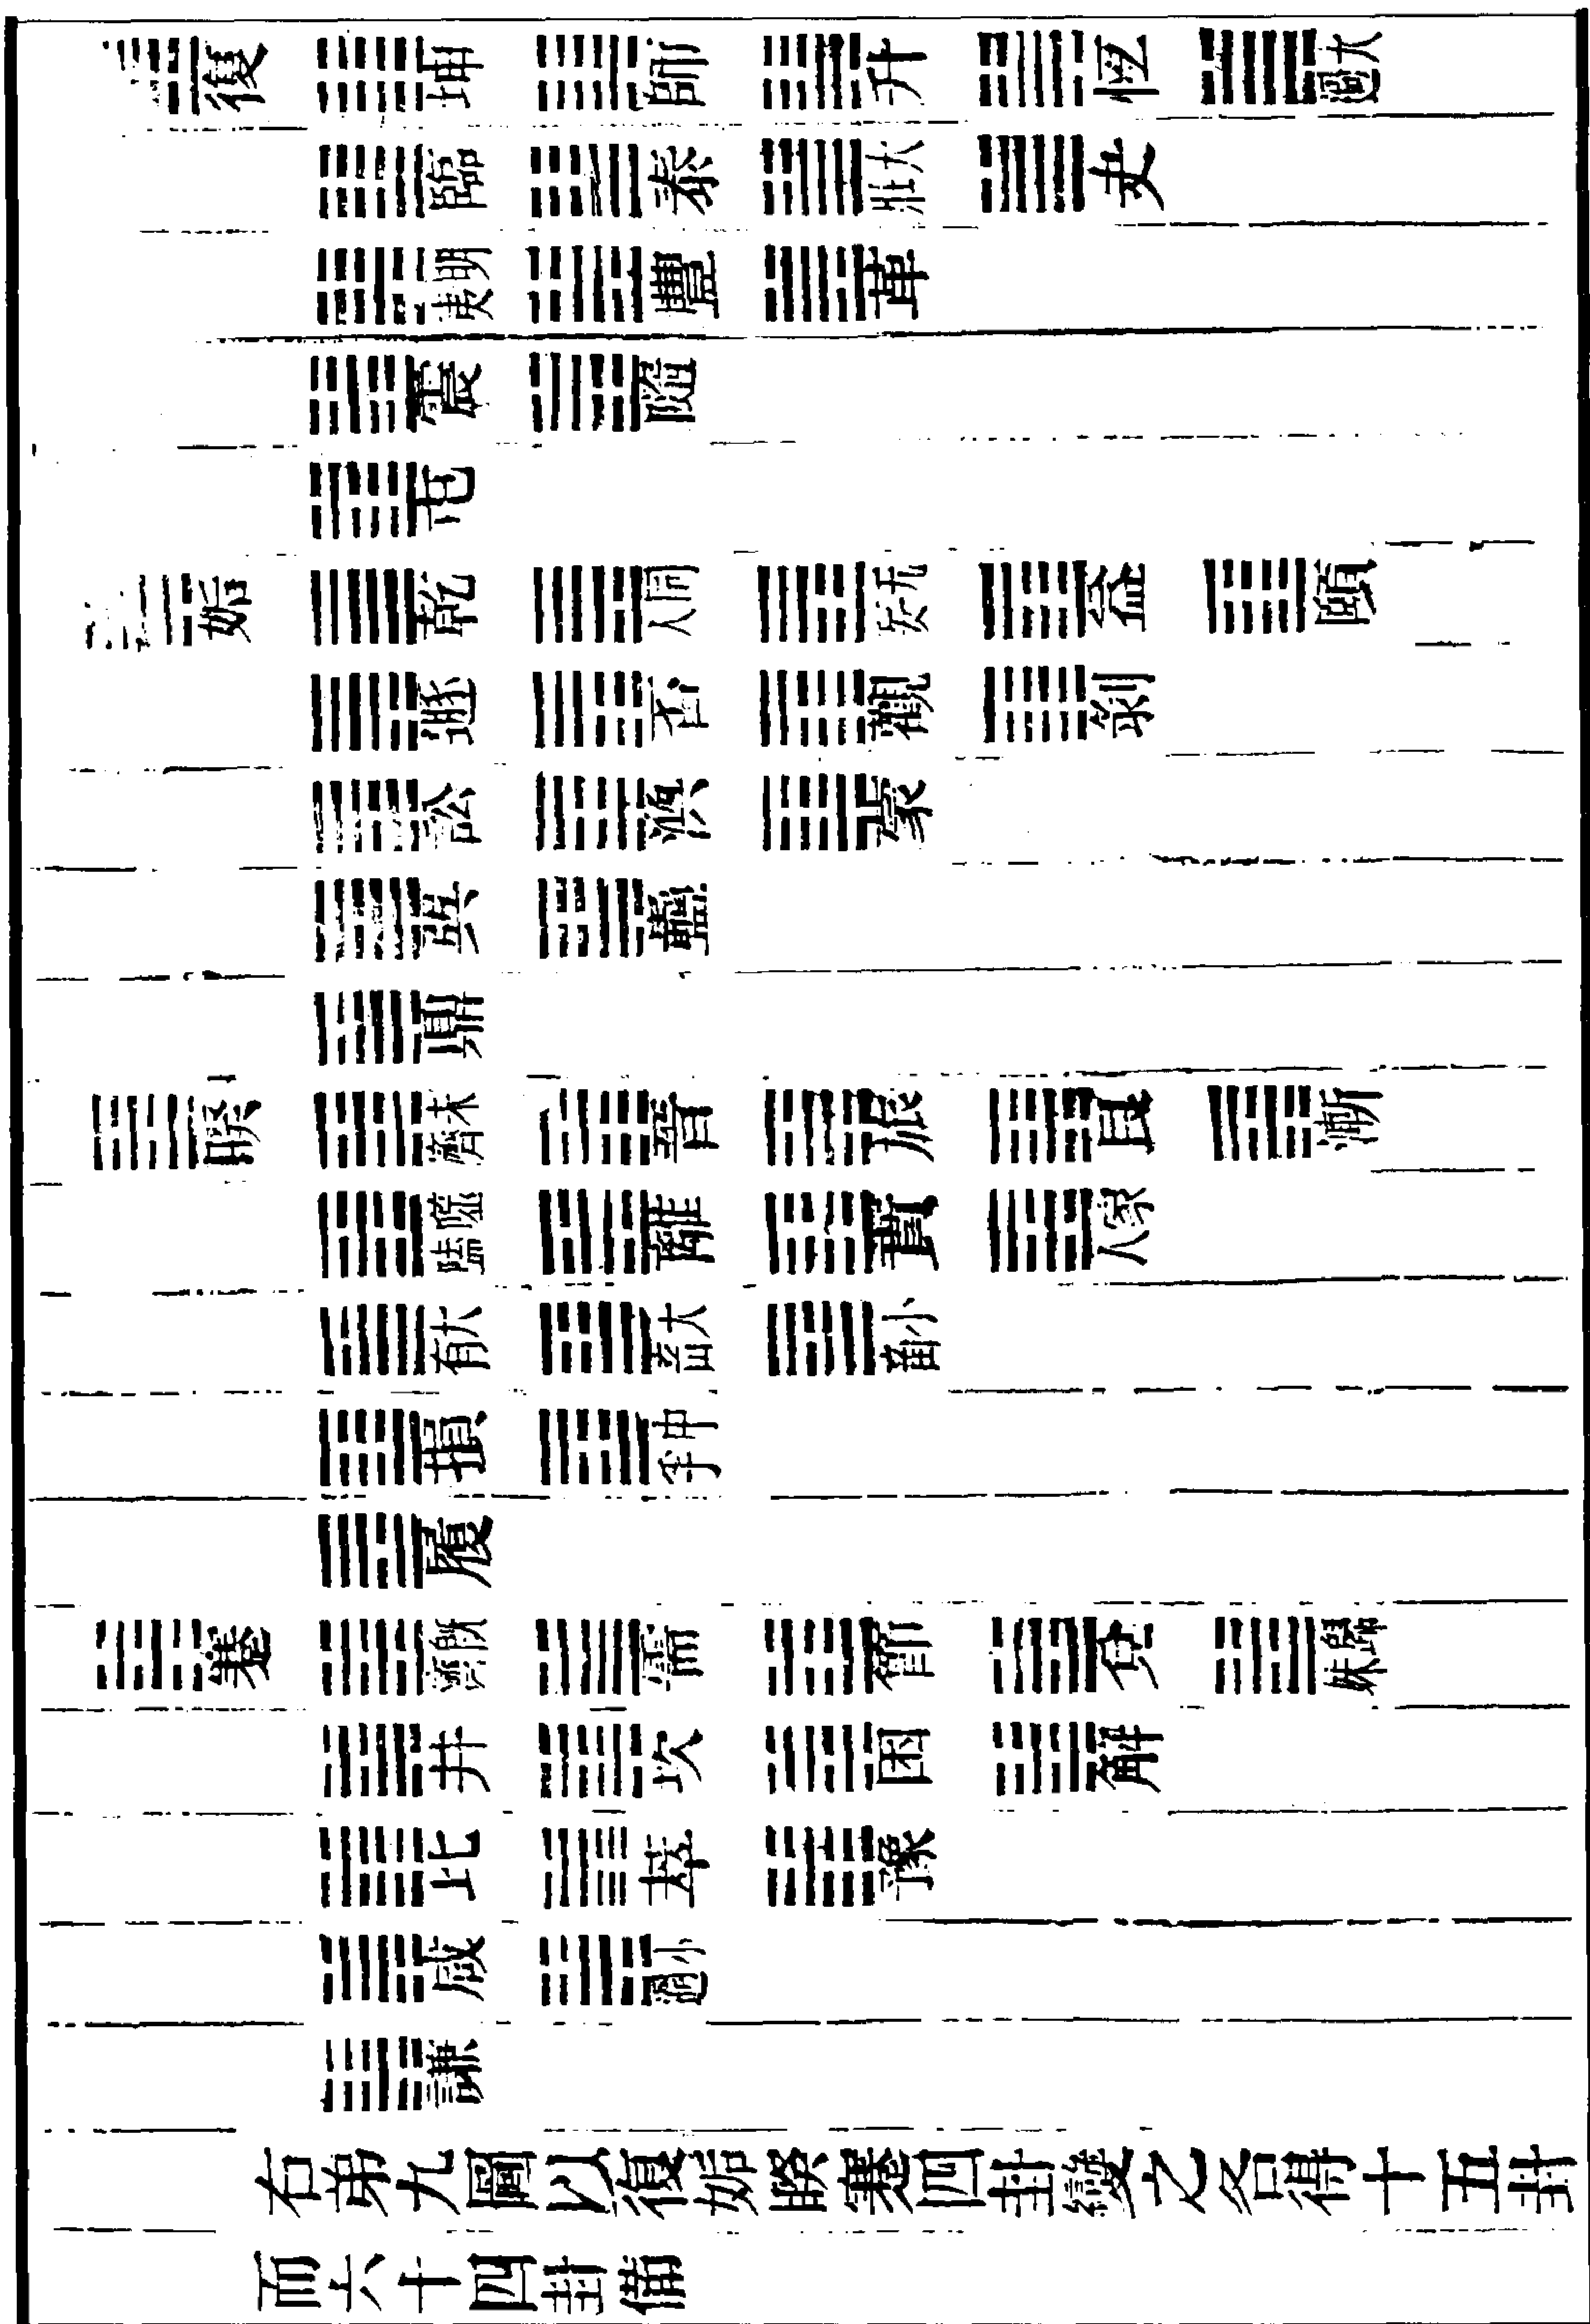 復 坤 師 升 恆 大過
臨 泰 大壯 夬
明夷 豐 革
震 隨
屯
姤 乾 同人 无妄 益 頤
遯 否 觀 剝
訟 渙 蒙
巽 蠱
鼎
睽 未濟 晉 旅 艮 漸
噬嗑 離 賁 家人
大有 大畜 小畜
損 中孚
履
蹇 既濟 需 節 兌 歸妹
井 坎 困 解
比 萃 豫
咸 小過
謙
右第九圖以復姤睽蹇四卦變之各得十五卦
而六十四卦備